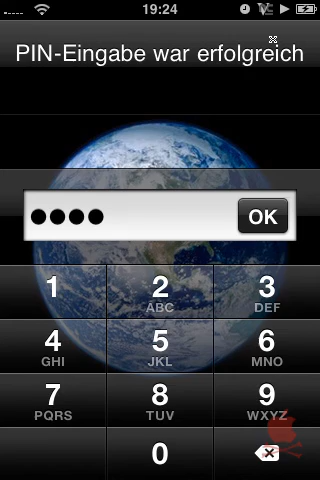 19:24
PIN-Eingabe war erfolgreich
OK
1
2
ABC
3
DEF
4
GHI
5
JKL
6
MNO
7
PQRS
8
TUV
9
WXYZ
0